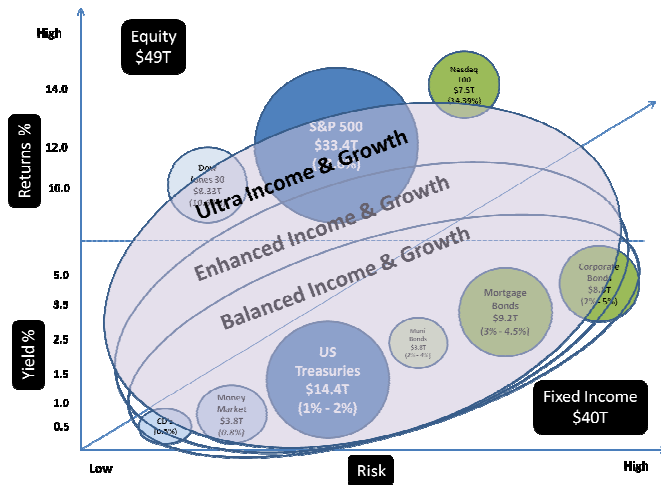 High
Equity
$49T
Nasdaq
100
$7.5T
(14.39%)
14.0
S&P 500
$33.4T
12.0
Returns %
Dow
Jones 30
$8.33T
10.0
Ultra Income & Growth
Enhanced Income & Growth
Balanced Income & Growth
5.0
Corporate
Bonds
(2% - 5%)
3.5
Mortgage
Bonds
$9.2T
(3% - 4.5%)
Yield %
2.5
Muni
Bonds
$3.8T
(2% - 4%)
US
Treasuries
$14.4T
(1% - 2%)
1.5
1.0
Money
Market
$3.8T
(0.8%)
0.5
Fixed Income
$40T
Low
Risk
High